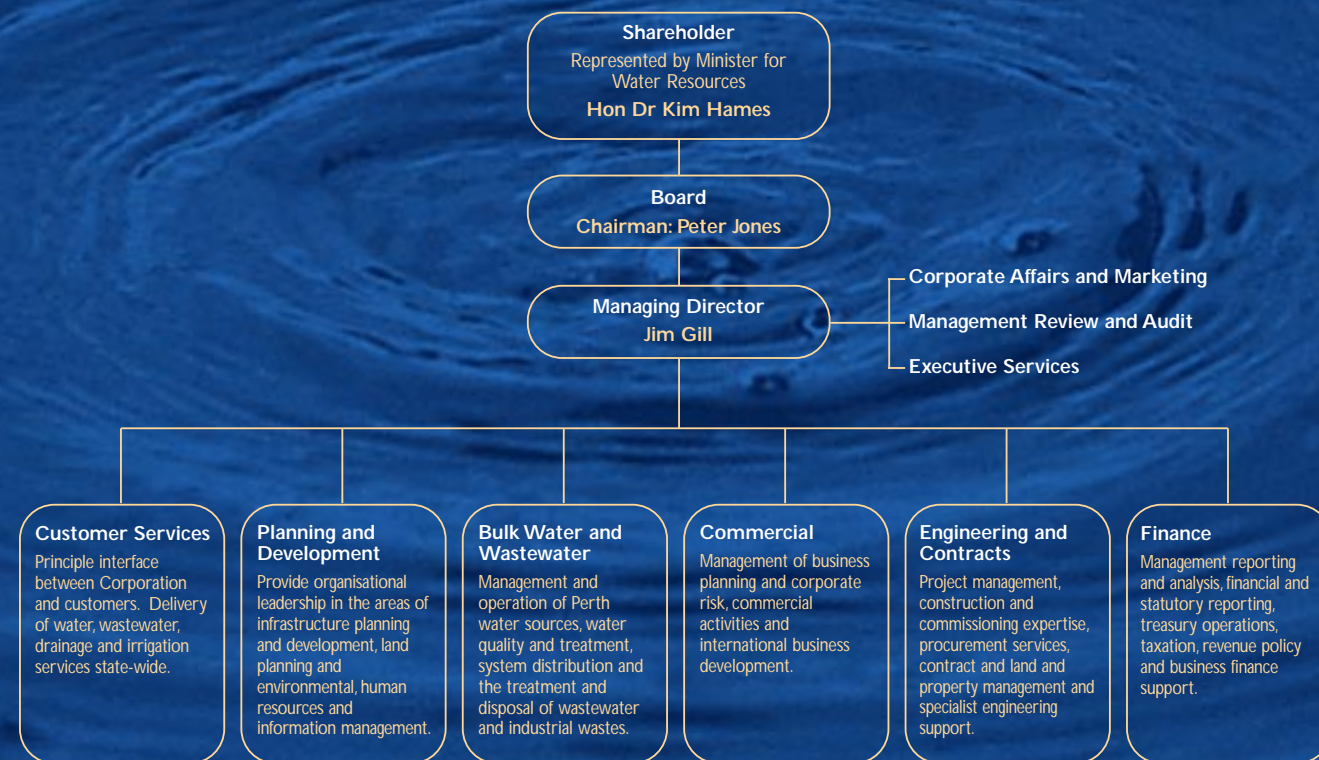 Shareholder
Represented by Minister for
Water Resources
Hon Dr Kim Hames
Board
Chairman: Peter Jones
Managing Director
Jim Gill
Corporate Affairs and Marketing
Management Review and Audit
Executive Services
Customer Services
Principle interface
between Corporation
and customers. Delivery
of water, wastewater,
drainage and irrigation
services state-wide.
Planning and
Development
Provide organisational
leadership in the areas of
infrastructure planning
and development, land
planning and
environmental, human
resources and
information management.
Bulk Water and
Wastewater
Management and
operation of Perth
water sources, water
quality and treatment,
system distribution and
the treatment and
disposal of wastewater
and industrial wastes.
Commercial
Management of business
planning and corporate
risk, commercial
activities and
international business
development.
Engineering and
Contracts
Project management,
construction and
commissioning expertise,
procurement services,
contract and land and
property management and
specialist engineering
support.
Finance
Management reporting
and analysis, financial and
statutory reporting,
treasury operations,
taxation, revenue policy
and business finance
support.